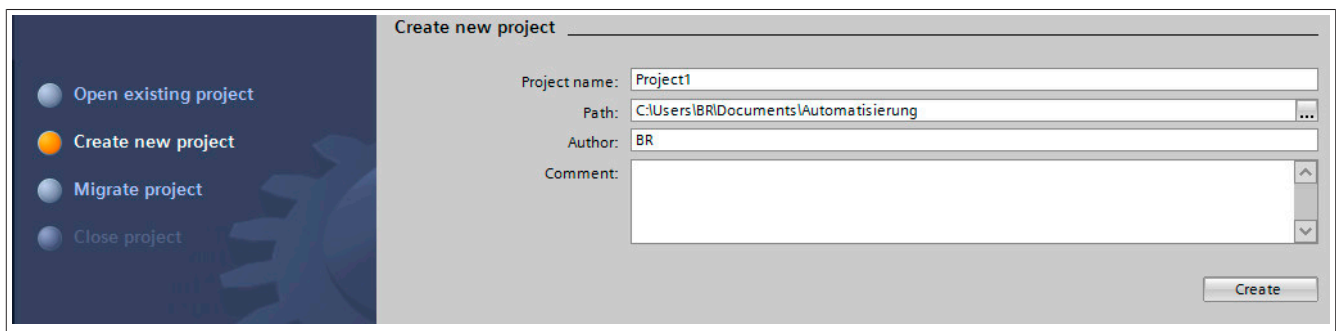 Open existing project
Create new project
Migrate project
Close project
Create new project
Project name: Project1
Path: C:\Users\BR\Documents\Automatisierung ...
Author: BR
Comment:
Create